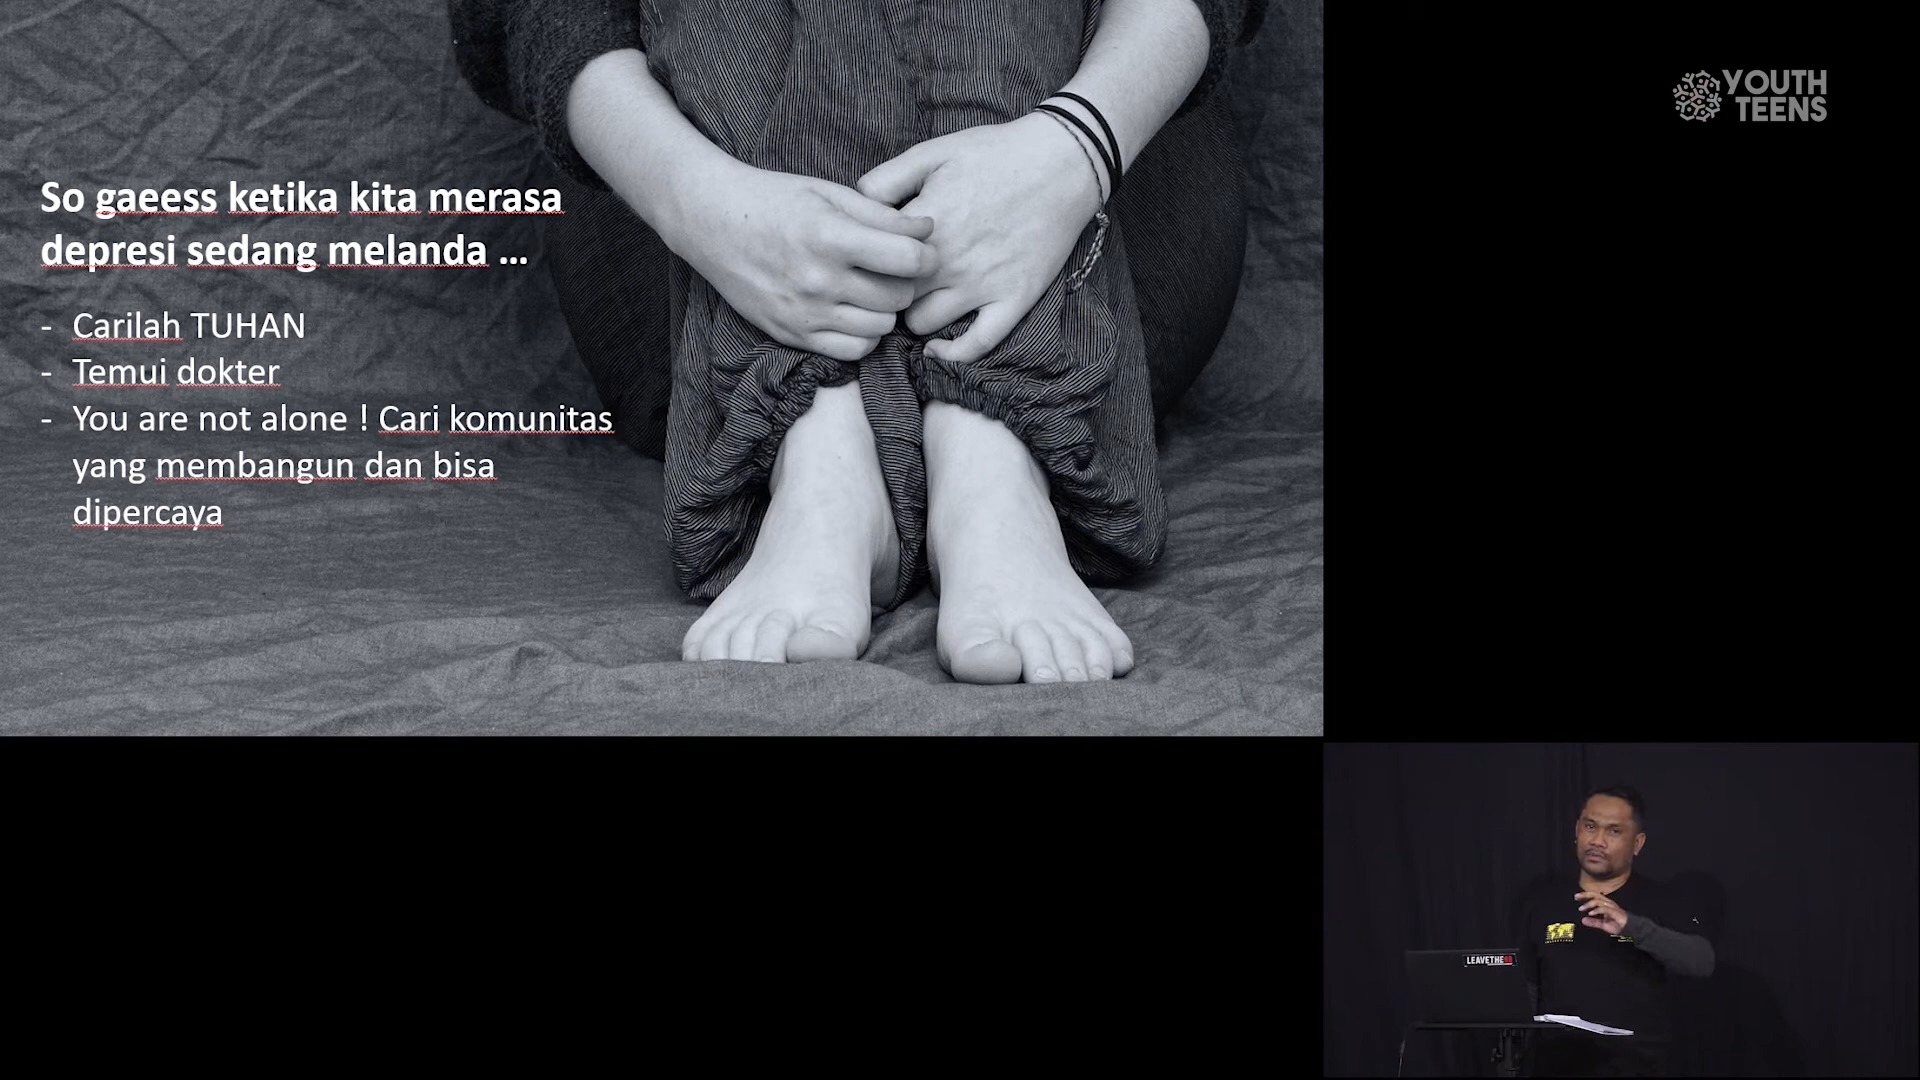 YOUTH
TEENS
So gaeess ketika kita merasa
depresi sedang melanda ...
- Carilah TUHAN
- Temui dokter
- You are not alone ! Cari komunitas
yang membangun dan bisa
dipercaya
LEAVETHE99